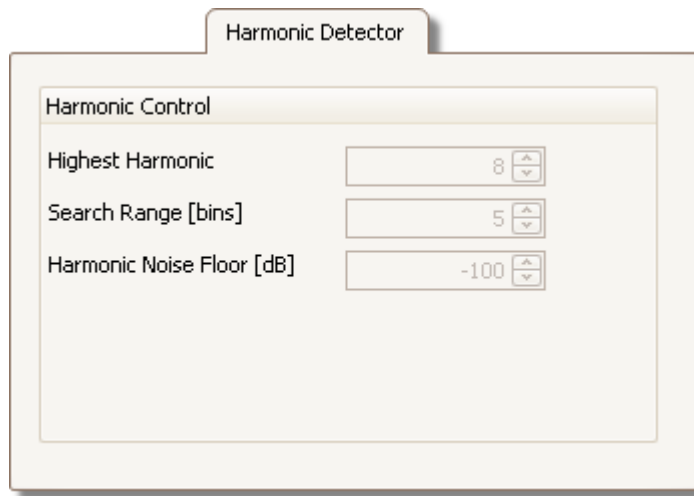 Harmonic Detector
Harmonic Control
Highest Harmonic 8
Search Range [bins] 5
Harmonic Noise Floor [dB] -100